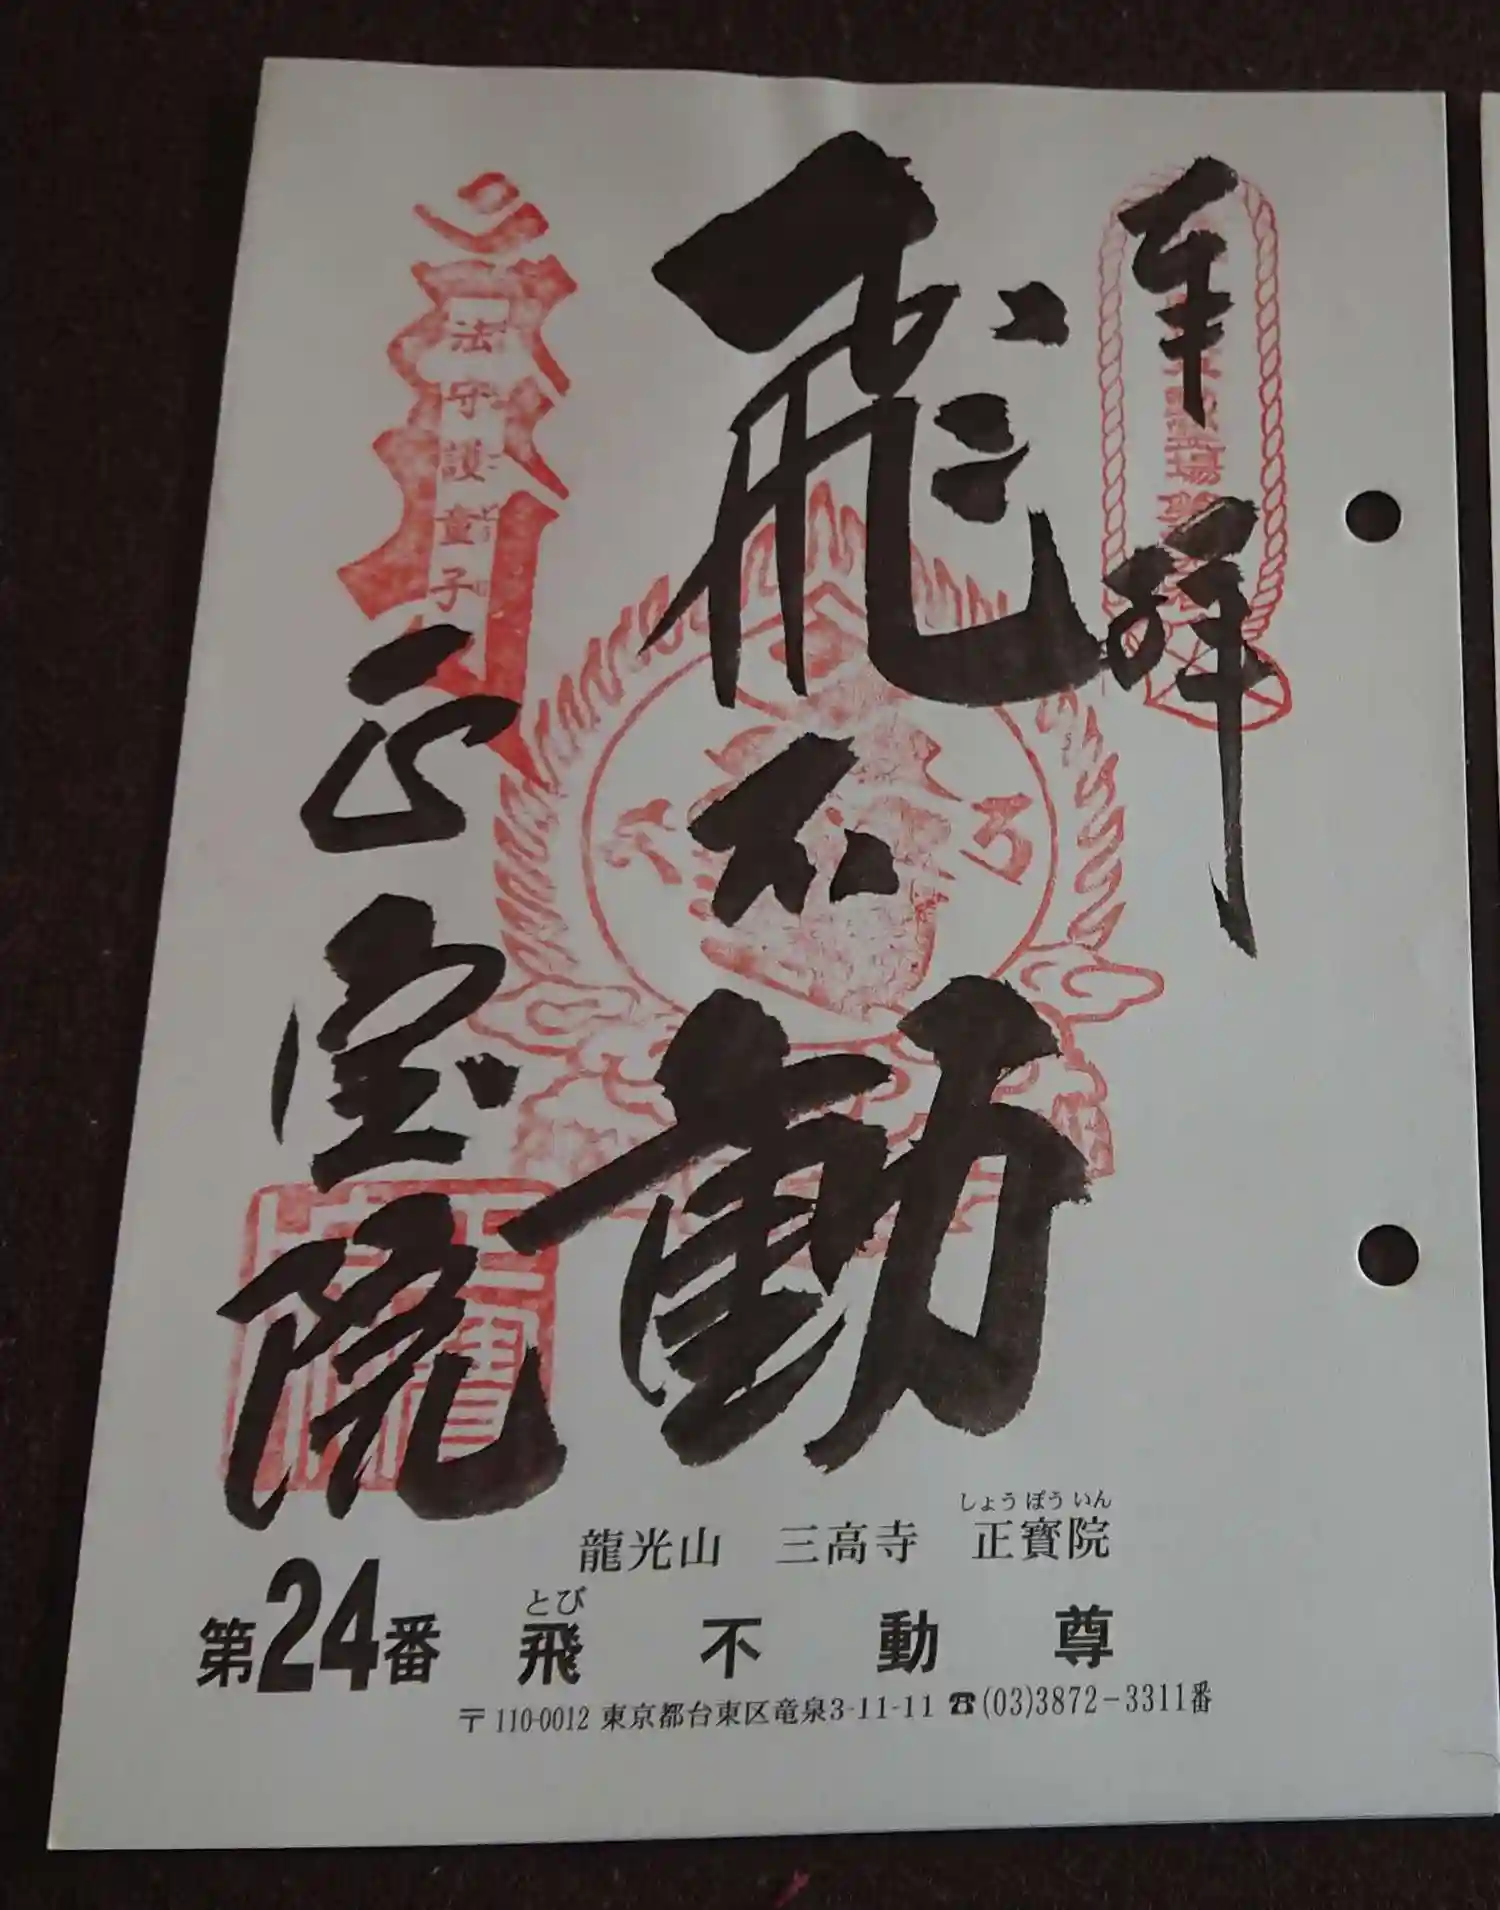 奉拝
飛不動
法守護童子
正宝院
しょうぼういん
龍光山 三高寺 正寳院
とび
第24番 飛不動尊
〒110-0012 東京都台東区竜泉3-11-11 ☎(03)3872-3311番